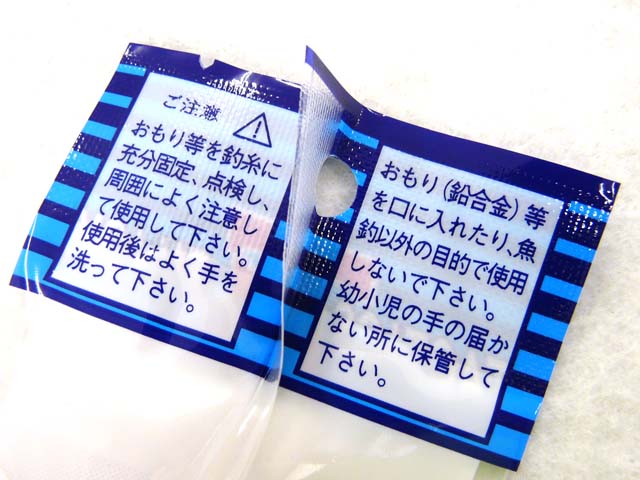 ご注意
おもり等を釣糸に
充分固定、点検し、
周囲によく注意し
て使用して下さい。
使用後はよく手を
洗って下さい。
おもり(鉛合金)等
を口に入れたり、魚
釣以外の目的で使用
しないで下さい。
幼小児の手の届か
ない所に保管して
下さい。